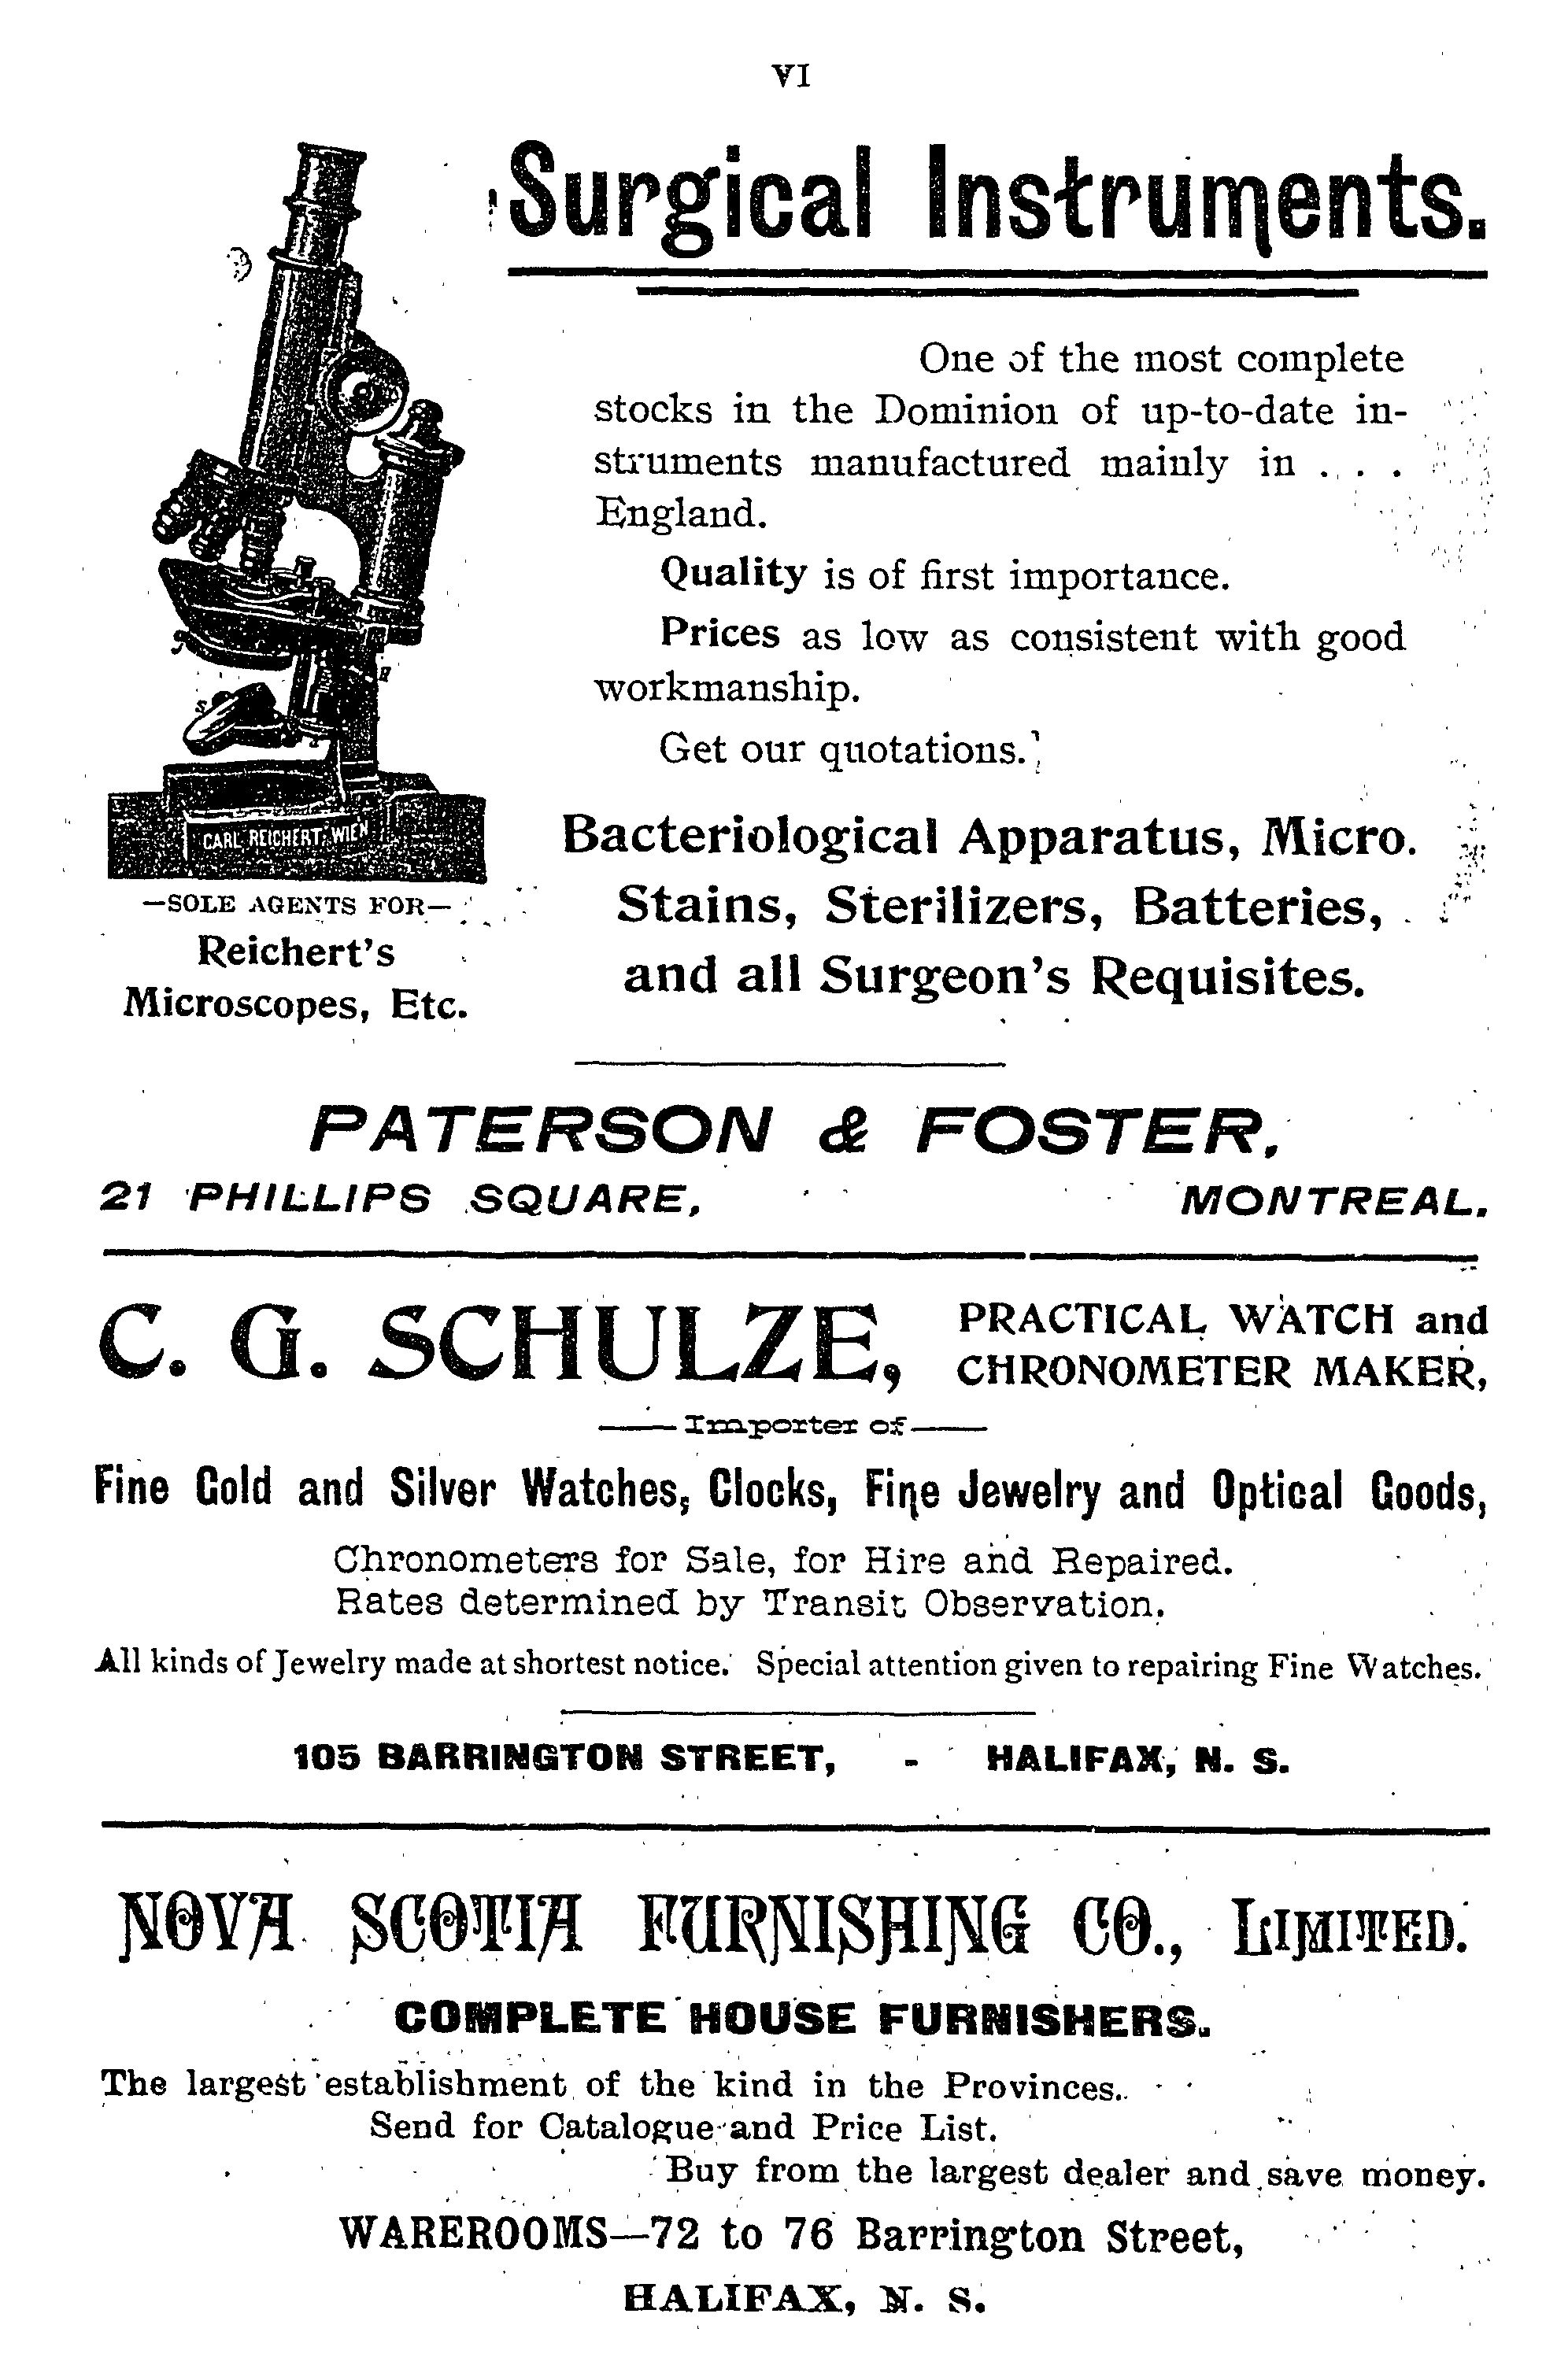 VI
Surgical Instruments.
One of the most complete
stocks in the Dominion of up-to-date in-
struments manufactured mainly in . . .
England.
Quality is of first importance.
Prices as low as consistent with good
workmanship.
Get our quotations.
CARL REICHERT, WIEN
—SOLE AGENTS FOR—
Reichert's
Microscopes, Etc.
Bacteriological Apparatus, Micro.
Stains, Sterilizers, Batteries,
and all Surgeon's Requisites.
PATERSON & FOSTER,
21 PHILLIPS SQUARE, MONTREAL.
C. G. SCHULZE, PRACTICAL WATCH and
CHRONOMETER MAKER,
—Importer of—
Fine Gold and Silver Watches, Clocks, Fine Jewelry and Optical Goods,
Chronometers for Sale, for Hire and Repaired.
Rates determined by Transit Observation.
All kinds of Jewelry made at shortest notice. Special attention given to repairing Fine Watches.
105 BARRINGTON STREET, - HALIFAX, N. S.
NOVA SCOTIA FURNISHING CO., LIMITED.
COMPLETE HOUSE FURNISHERS.
The largest establishment of the kind in the Provinces.
Send for Catalogue and Price List.
Buy from the largest dealer and save money.
WAREROOMS—72 to 76 Barrington Street,
HALIFAX, N. S.